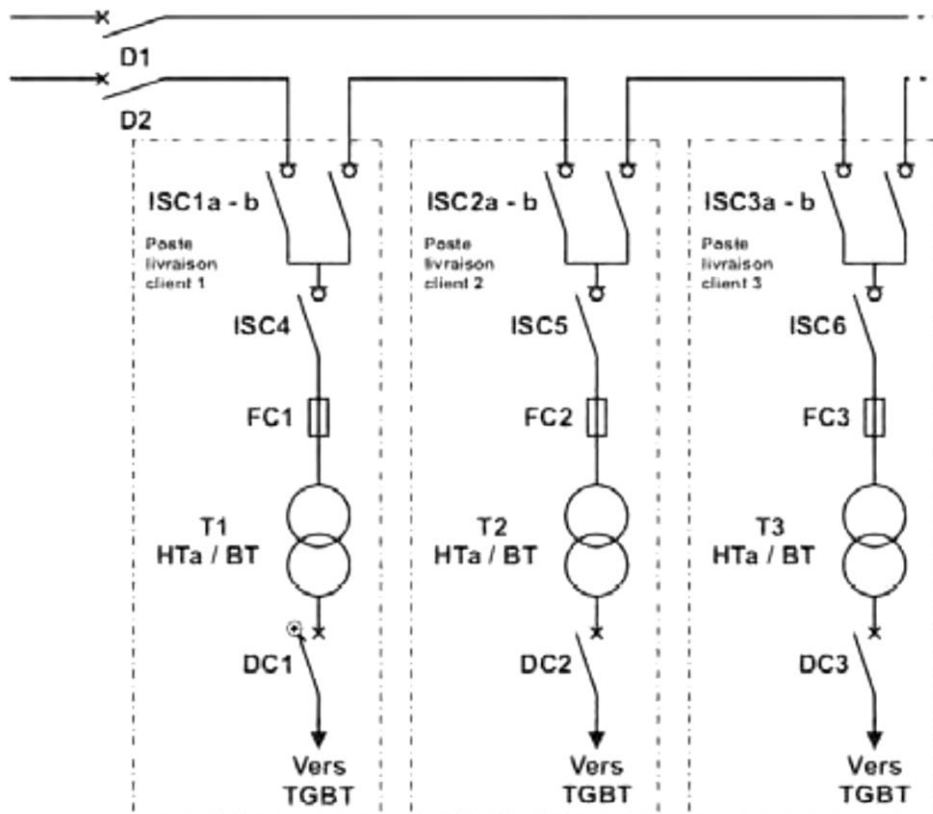 D1
D2
ISC1a - b
Poste
livraison
client 1
ISC4
FC1
T1
HTa / BT
DC1
Vers
TGBT
ISC2a - b
Poste
livraison
client 2
ISC5
FC2
T2
HTa / BT
DC2
Vers
TGBT
ISC3a - b
Poste
livraison
client 3
ISC6
FC3
T3
HTa / BT
DC3
Vers
TGBT